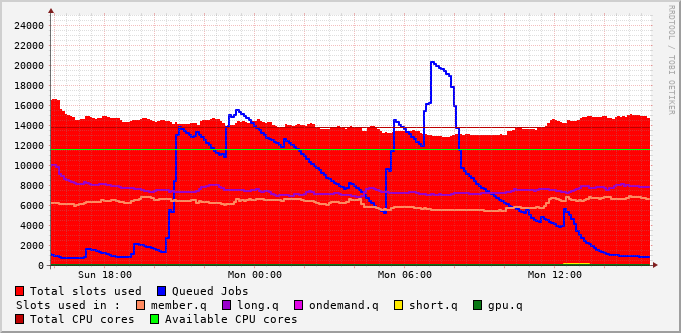 RRDTOOL / TOBI OETIKER
24000
22000
20000
18000
16000
14000
12000
10000
8000
6000
4000
2000
0
Sun 18:00 Mon 00:00 Mon 06:00 Mon 12:00
Total slots used Queued Jobs
Slots used in : member.q long.q ondemand.q short.q gpu.q
Total CPU cores Available CPU cores